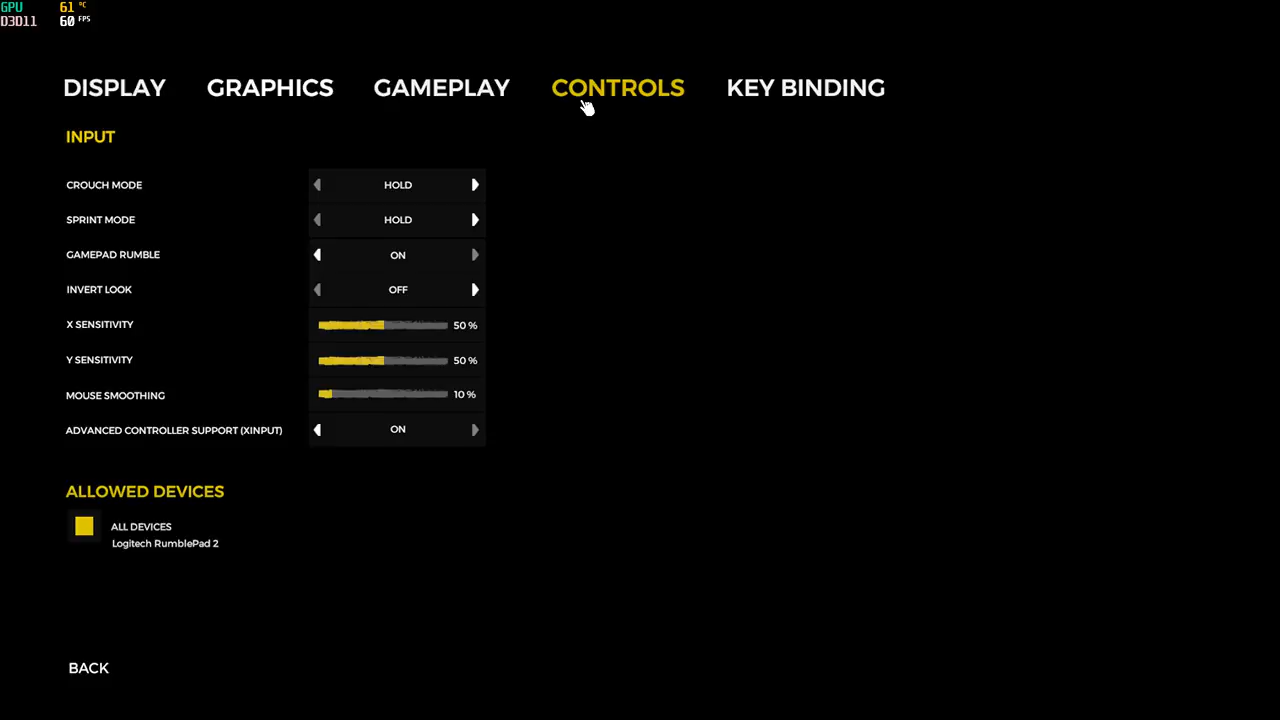 GPU 61 °C
D3D11 60 FPS
DISPLAY GRAPHICS GAMEPLAY CONTROLS KEY BINDING
INPUT
CROUCH MODE HOLD
SPRINT MODE HOLD
GAMEPAD RUMBLE ON
INVERT LOOK OFF
X SENSITIVITY 50 %
Y SENSITIVITY 50 %
MOUSE SMOOTHING 10 %
ADVANCED CONTROLLER SUPPORT (XINPUT) ON
ALLOWED DEVICES
ALL DEVICES
Logitech RumblePad 2
BACK